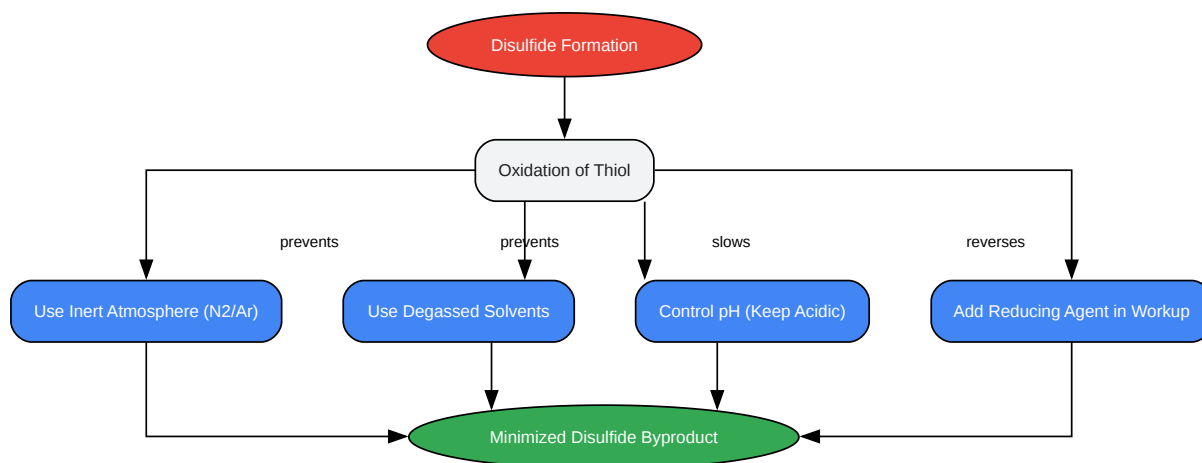 Disulfide Formation
Oxidation of Thiol
prevents
prevents
slows
reverses
Use Inert Atmosphere (N2/Ar)
Use Degassed Solvents
Control pH (Keep Acidic)
Add Reducing Agent in Workup
Minimized Disulfide Byproduct